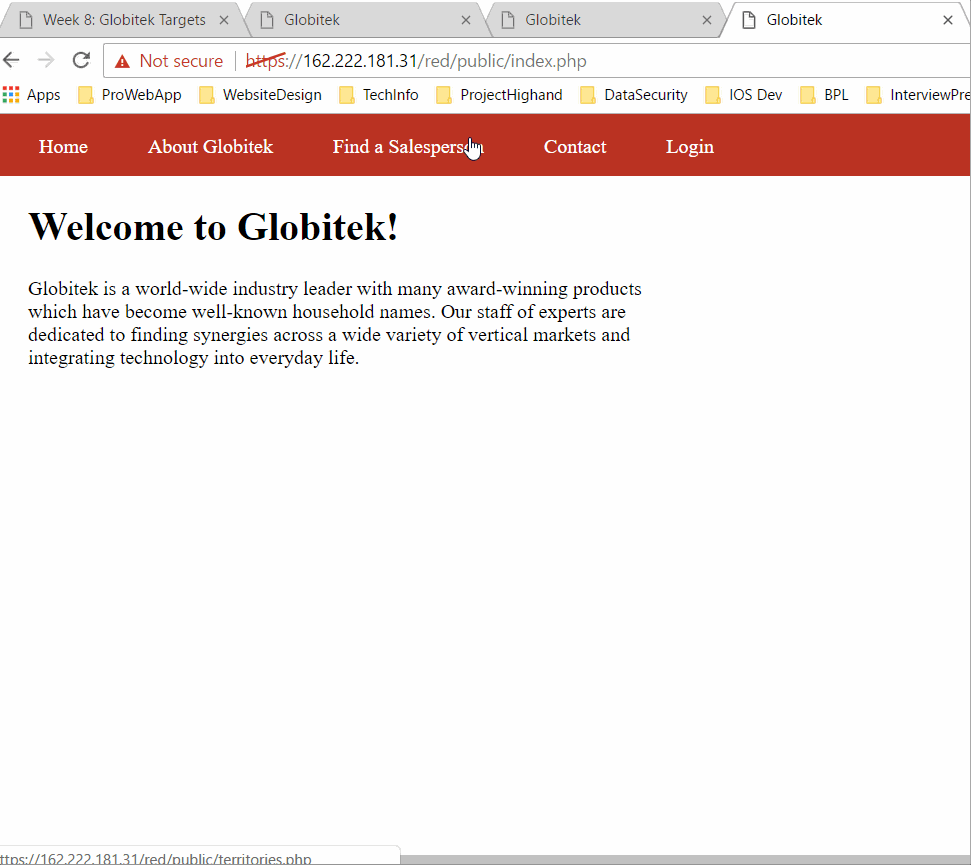 Week 8: Globitek Targets
Globitek
Globitek
Globitek
Not secure https://162.222.181.31/red/public/index.php
Apps ProWebApp WebsiteDesign TechInfo ProjectHighand DataSecurity IOS Dev BPL InterviewPre
Home About Globitek Find a Salesperson Contact Login
Welcome to Globitek!
Globitek is a world-wide industry leader with many award-winning products
which have become well-known household names. Our staff of experts are
dedicated to finding synergies across a wide variety of vertical markets and
integrating technology into everyday life.
ttps://162.222.181.31/red/public/territories.php